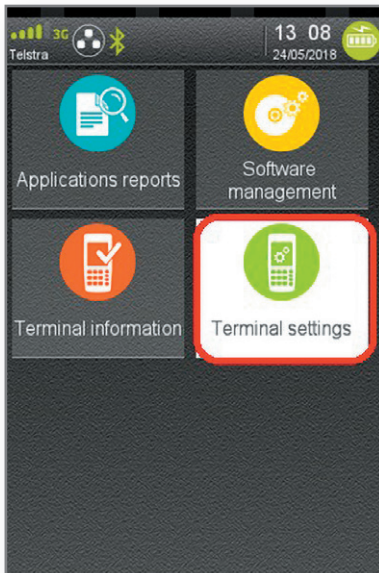 3G
13 08
Telstra
24/05/2018
Applications reports
Software
management
Terminal information
Terminal settings